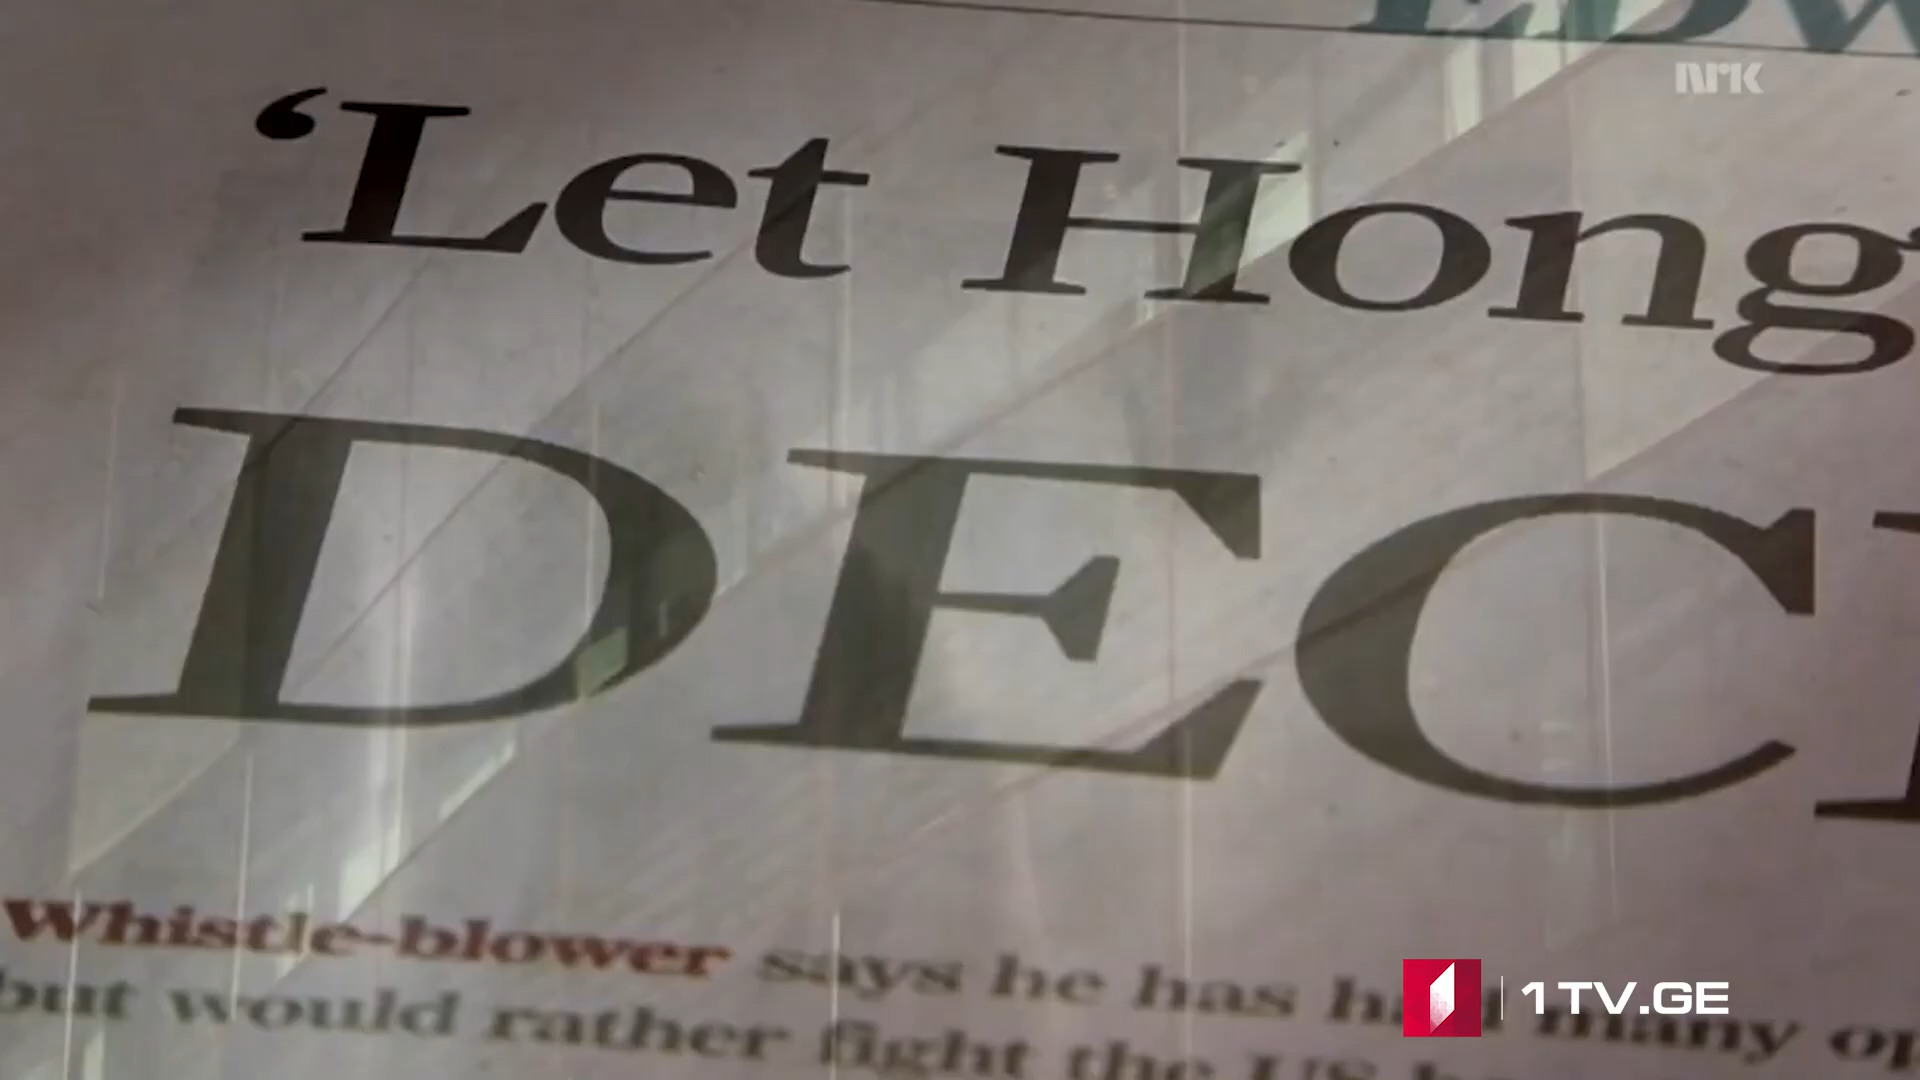 NRK
'Let Hong
DEC
Whistle-blower says he has had many op
but would rather fight the US
1TV.GE